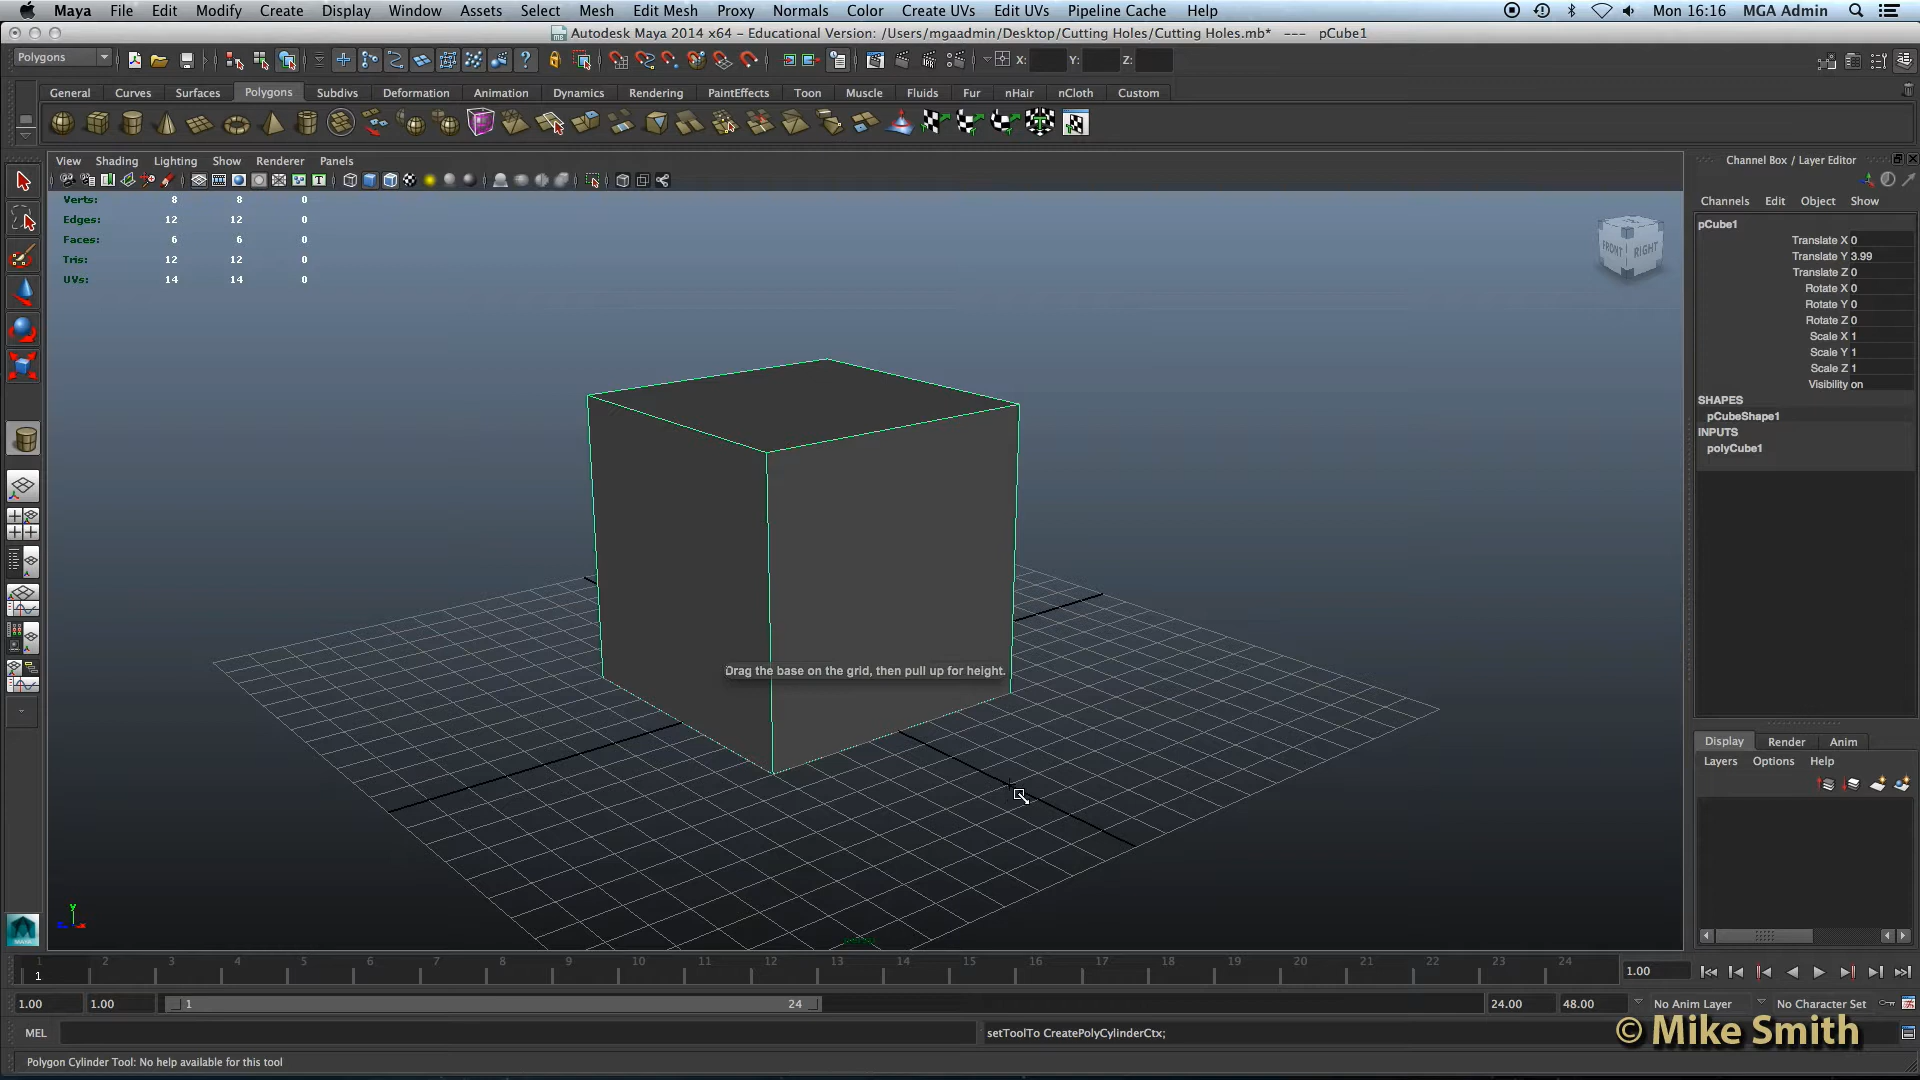 Maya File Edit Modify Create Display Window Assets Select Mesh Edit Mesh Proxy Normals Color Create UVs Edit UVs Pipeline Cache Help Mon 16:16 MGA Admin
Autodesk Maya 2014 x64 - Educational Version: /Users/mgaadmin/Desktop/Cutting Holes/Cutting Holes.mb* --- pCube1
Polygons X: Y: Z:
General Curves Surfaces Polygons Subdivs Deformation Animation Dynamics Rendering PaintEffects Toon Muscle Fluids Fur nHair nCloth Custom
View Shading Lighting Show Renderer Panels
Channel Box / Layer Editor
Channels Edit Object Show
Verts: 8 8 0
Edges: 12 12 0
Faces: 6 6 0
Tris: 12 12 0
UVs: 14 14 0
FRONT RIGHT
pCube1
Translate X 0
Translate Y 3.99
Translate Z 0
Rotate X 0
Rotate Y 0
Rotate Z 0
Scale X 1
Scale Y 1
Scale Z 1
Visibility on
SHAPES
pCubeShape1
INPUTS
polyCube1
Drag the base on the grid, then pull up for height.
Display Render Anim
Layers Options Help
y
1 2 3 4 5 6 7 8 9 10 11 12 13 14 15 16 17 18 19 20 21 22 23 24
1 1.00
1.00 1.00 1 24 24.00 48.00 No Anim Layer No Character Set
MEL setToolTo CreatePolyCylinderCtx;
© Mike Smith
Polygon Cylinder Tool: No help available for this tool